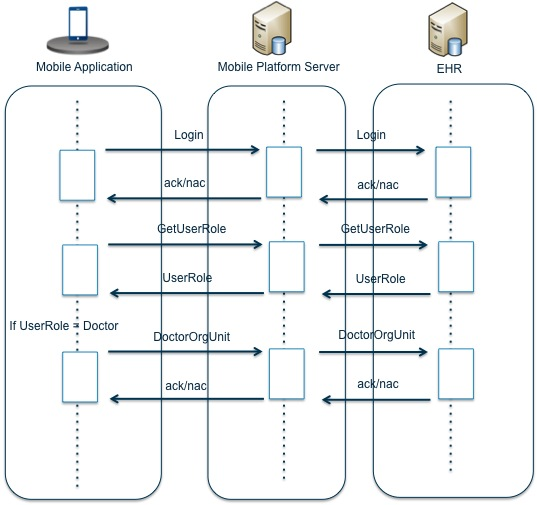 Mobile Application
Mobile Platform Server
EHR
Login
Login
ack/nac
ack/nac
GetUserRole
GetUserRole
UserRole
UserRole
If UserRole = Doctor
DoctorOrgUnit
DoctorOrgUnit
ack/nac
ack/nac